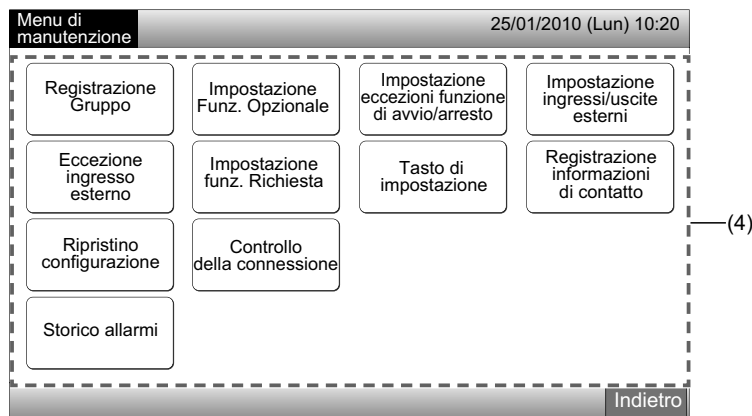 Menu di
manutenzione
25/01/2010 (Lun) 10:20
Registrazione
Gruppo
Impostazione
Funz. Opzionale
Impostazione
eccezioni funzione
di avvio/arresto
Impostazione
ingressi/uscite
esterni
Eccezione
ingresso
esterno
Impostazione
funz. Richiesta
Tasto di
impostazione
Registrazione
informazioni
di contatto
(4)
Ripristino
configurazione
Controllo
della connessione
Storico allarmi
Indietro